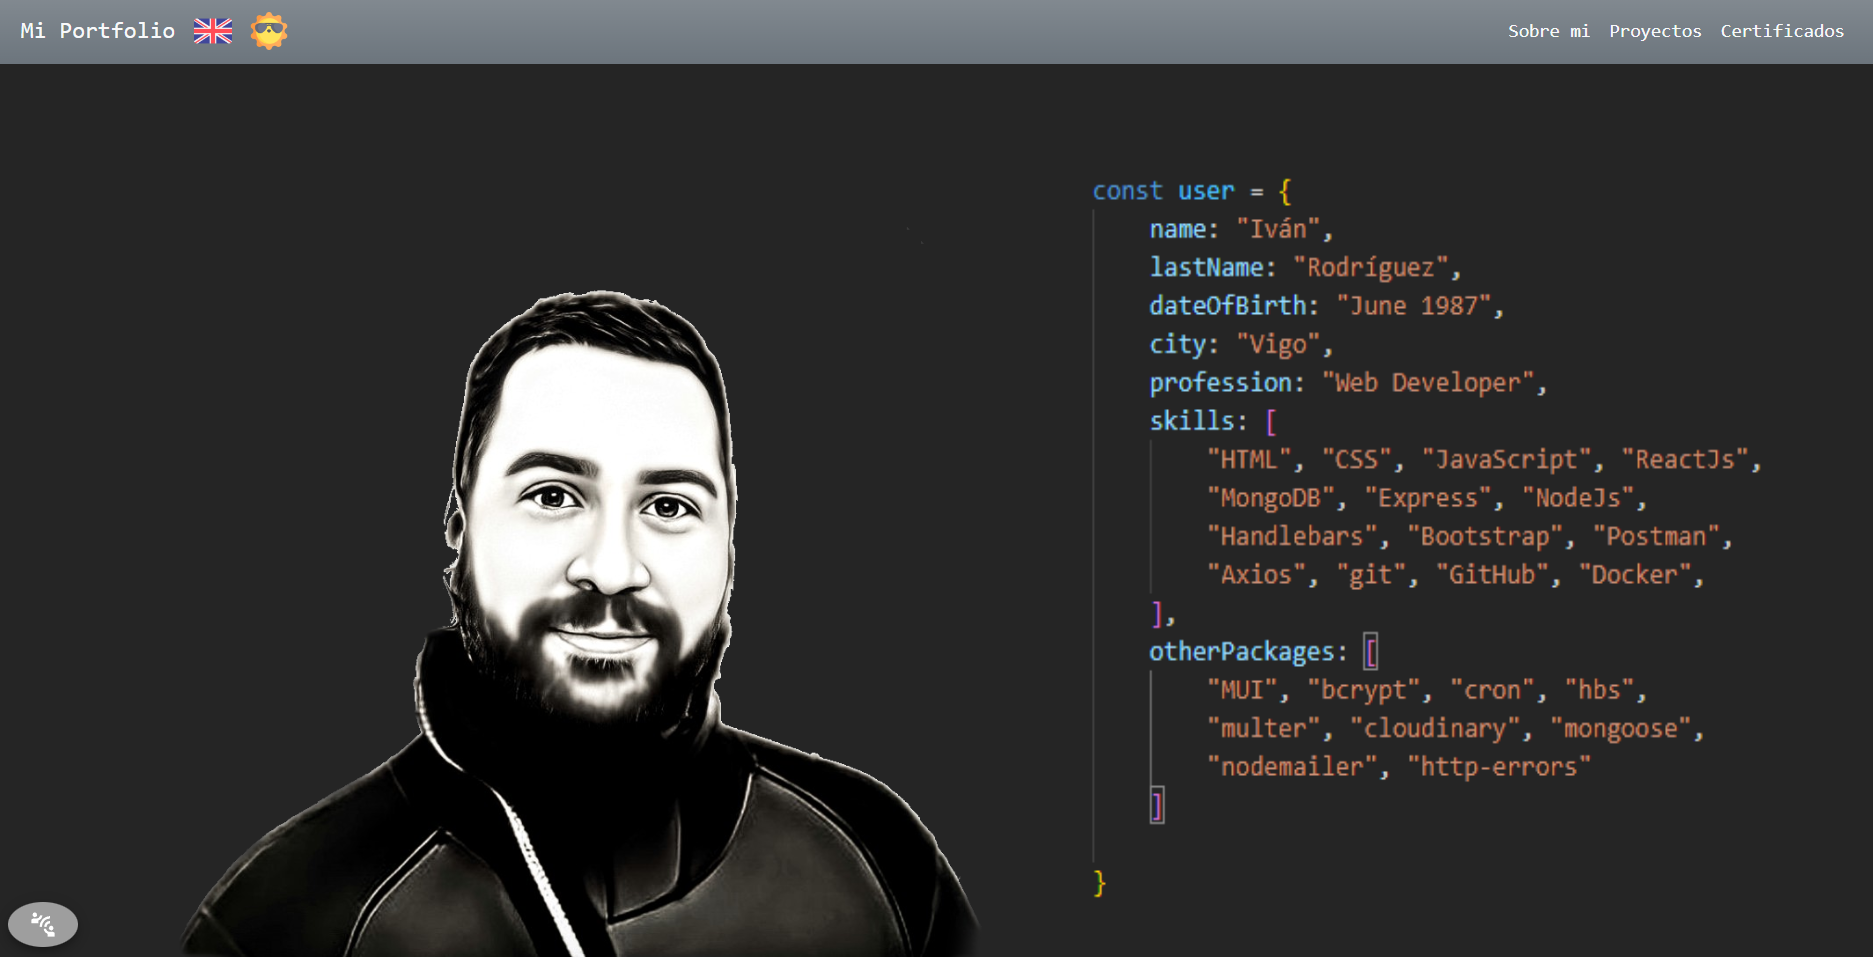 Mi Portfolio
Sobre mi Proyectos Certificados
const user = {
name: "Iván",
lastName: "Rodríguez",
dateOfBirth: "June 1987",
city: "Vigo",
profession: "Web Developer",
skills: [
"HTML", "CSS", "JavaScript", "ReactJs",
"MongoDB", "Express", "NodeJs",
"Handlebars", "Bootstrap", "Postman",
"Axios", "git", "GitHub", "Docker",
],
otherPackages: [
"MUI", "bcrypt", "cron", "hbs",
"multer", "cloudinary", "mongoose",
"nodemailer", "http-errors"
]
}